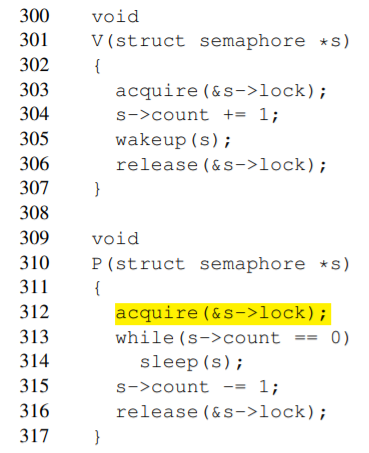 300 void
301 V(struct semaphore *s)
302 {
303 acquire(&s->lock);
304 s->count += 1;
305 wakeup(s);
306 release(&s->lock);
307 }
308
309 void
310 P(struct semaphore *s)
311 {
312 acquire(&s->lock);
313 while(s->count == 0)
314 sleep(s);
315 s->count -= 1;
316 release(&s->lock);
317 }